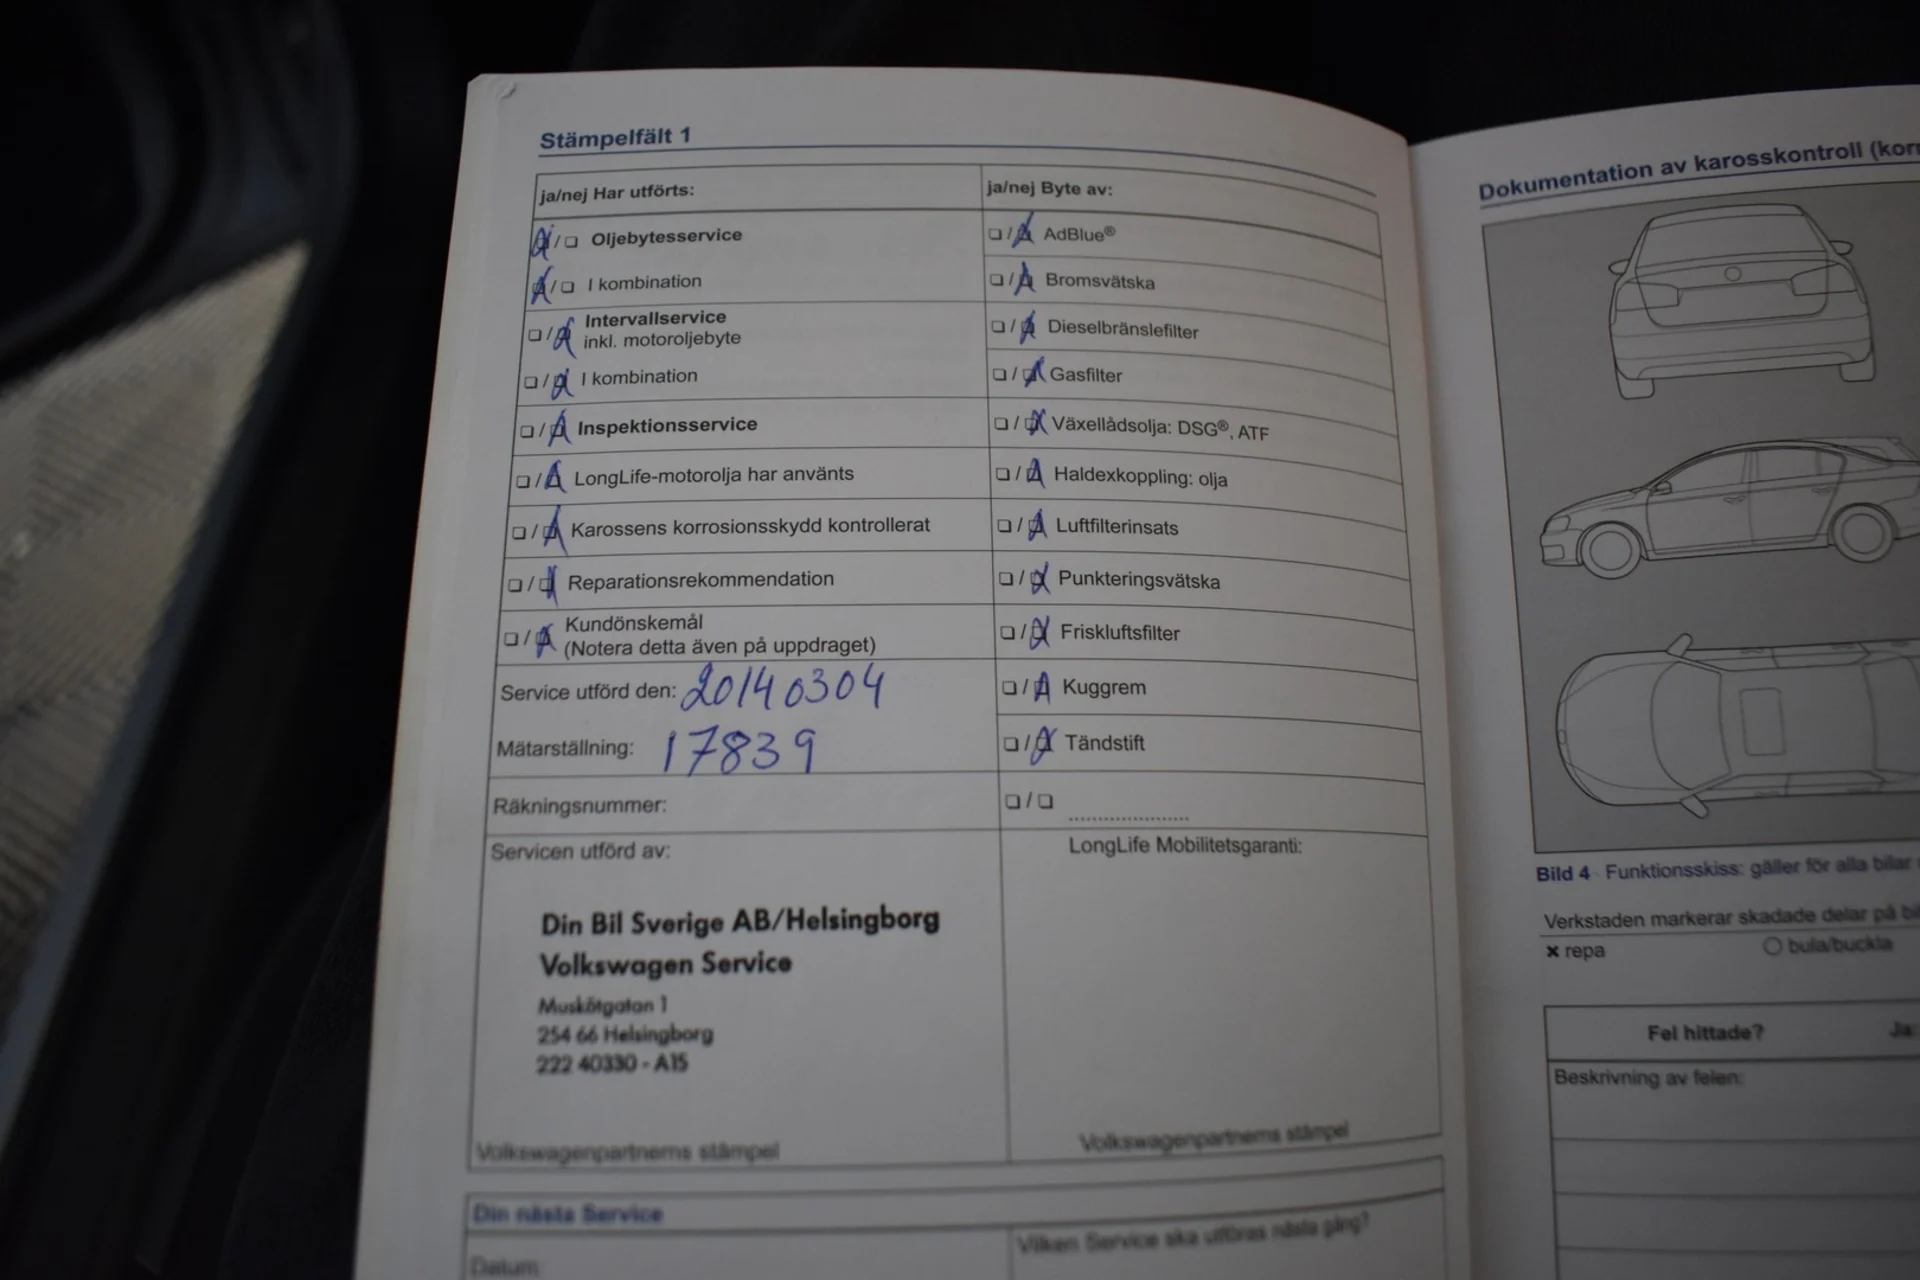 Stämpelfält 1
ja/nej Har utförts:
☒/☐ Oljebytesservice
☒/☐ I kombination
☐/☒ Intervallservice
inkl. motoroljebyte
☐/☒ I kombination
☐/☒ Inspektionsservice
☐/☒ LongLife-motorolja har använts
☐/☒ Karossens korrosionsskydd kontrollerat
☐/☒ Reparationsrekommendation
☐/☒ Kundönskemål
(Notera detta även på uppdraget)
Service utförd den: 20140304
Mätarställning: 17839
Räkningsnummer:
Servicen utförd av:
Din Bil Sverige AB/Helsingborg
Volkswagen Service
Muskötgatan 1
254 66 Helsingborg
222 40330 - A15
Volkswagenpartnerns stämpel
ja/nej Byte av:
☐/☒ AdBlue®
☐/☒ Bromsvätska
☐/☒ Dieselbränslefilter
☐/☒ Gasfilter
☐/☒ Växellådsolja: DSG®, ATF
☐/☒ Haldexkoppling: olja
☐/☒ Luftfilterinsats
☐/☒ Punkteringsvätska
☐/☒ Friskluftsfilter
☐/☒ Kuggrem
☐/☒ Tändstift
☐/☐ ....................
LongLife Mobilitetsgaranti:
Volkswagenpartnerns stämpel
Din nästa Service
Datum:
Vilken Service ska utföras nästa gång?
Dokumentation av karosskontroll (korr
Bild 4 Funktionsskiss: gäller för alla bilar
Verkstaden markerar skadade delar på bi
× repa
○ bula/buckla
Fel hittade? Ja:
Beskrivning av felen: